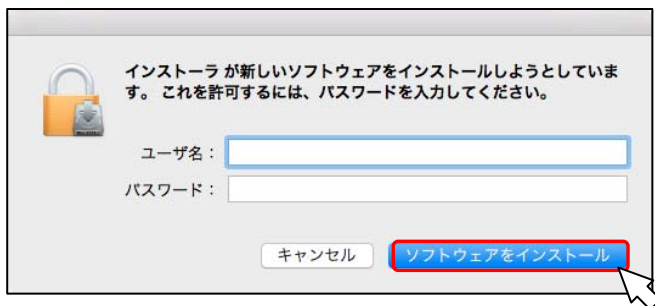 インストーラ が新しいソフトウェアをインストールしようとしていま
す。 これを許可するには、パスワードを入力してください。
ユーザ名：
パスワード：
キャンセル
ソフトウェアをインストール